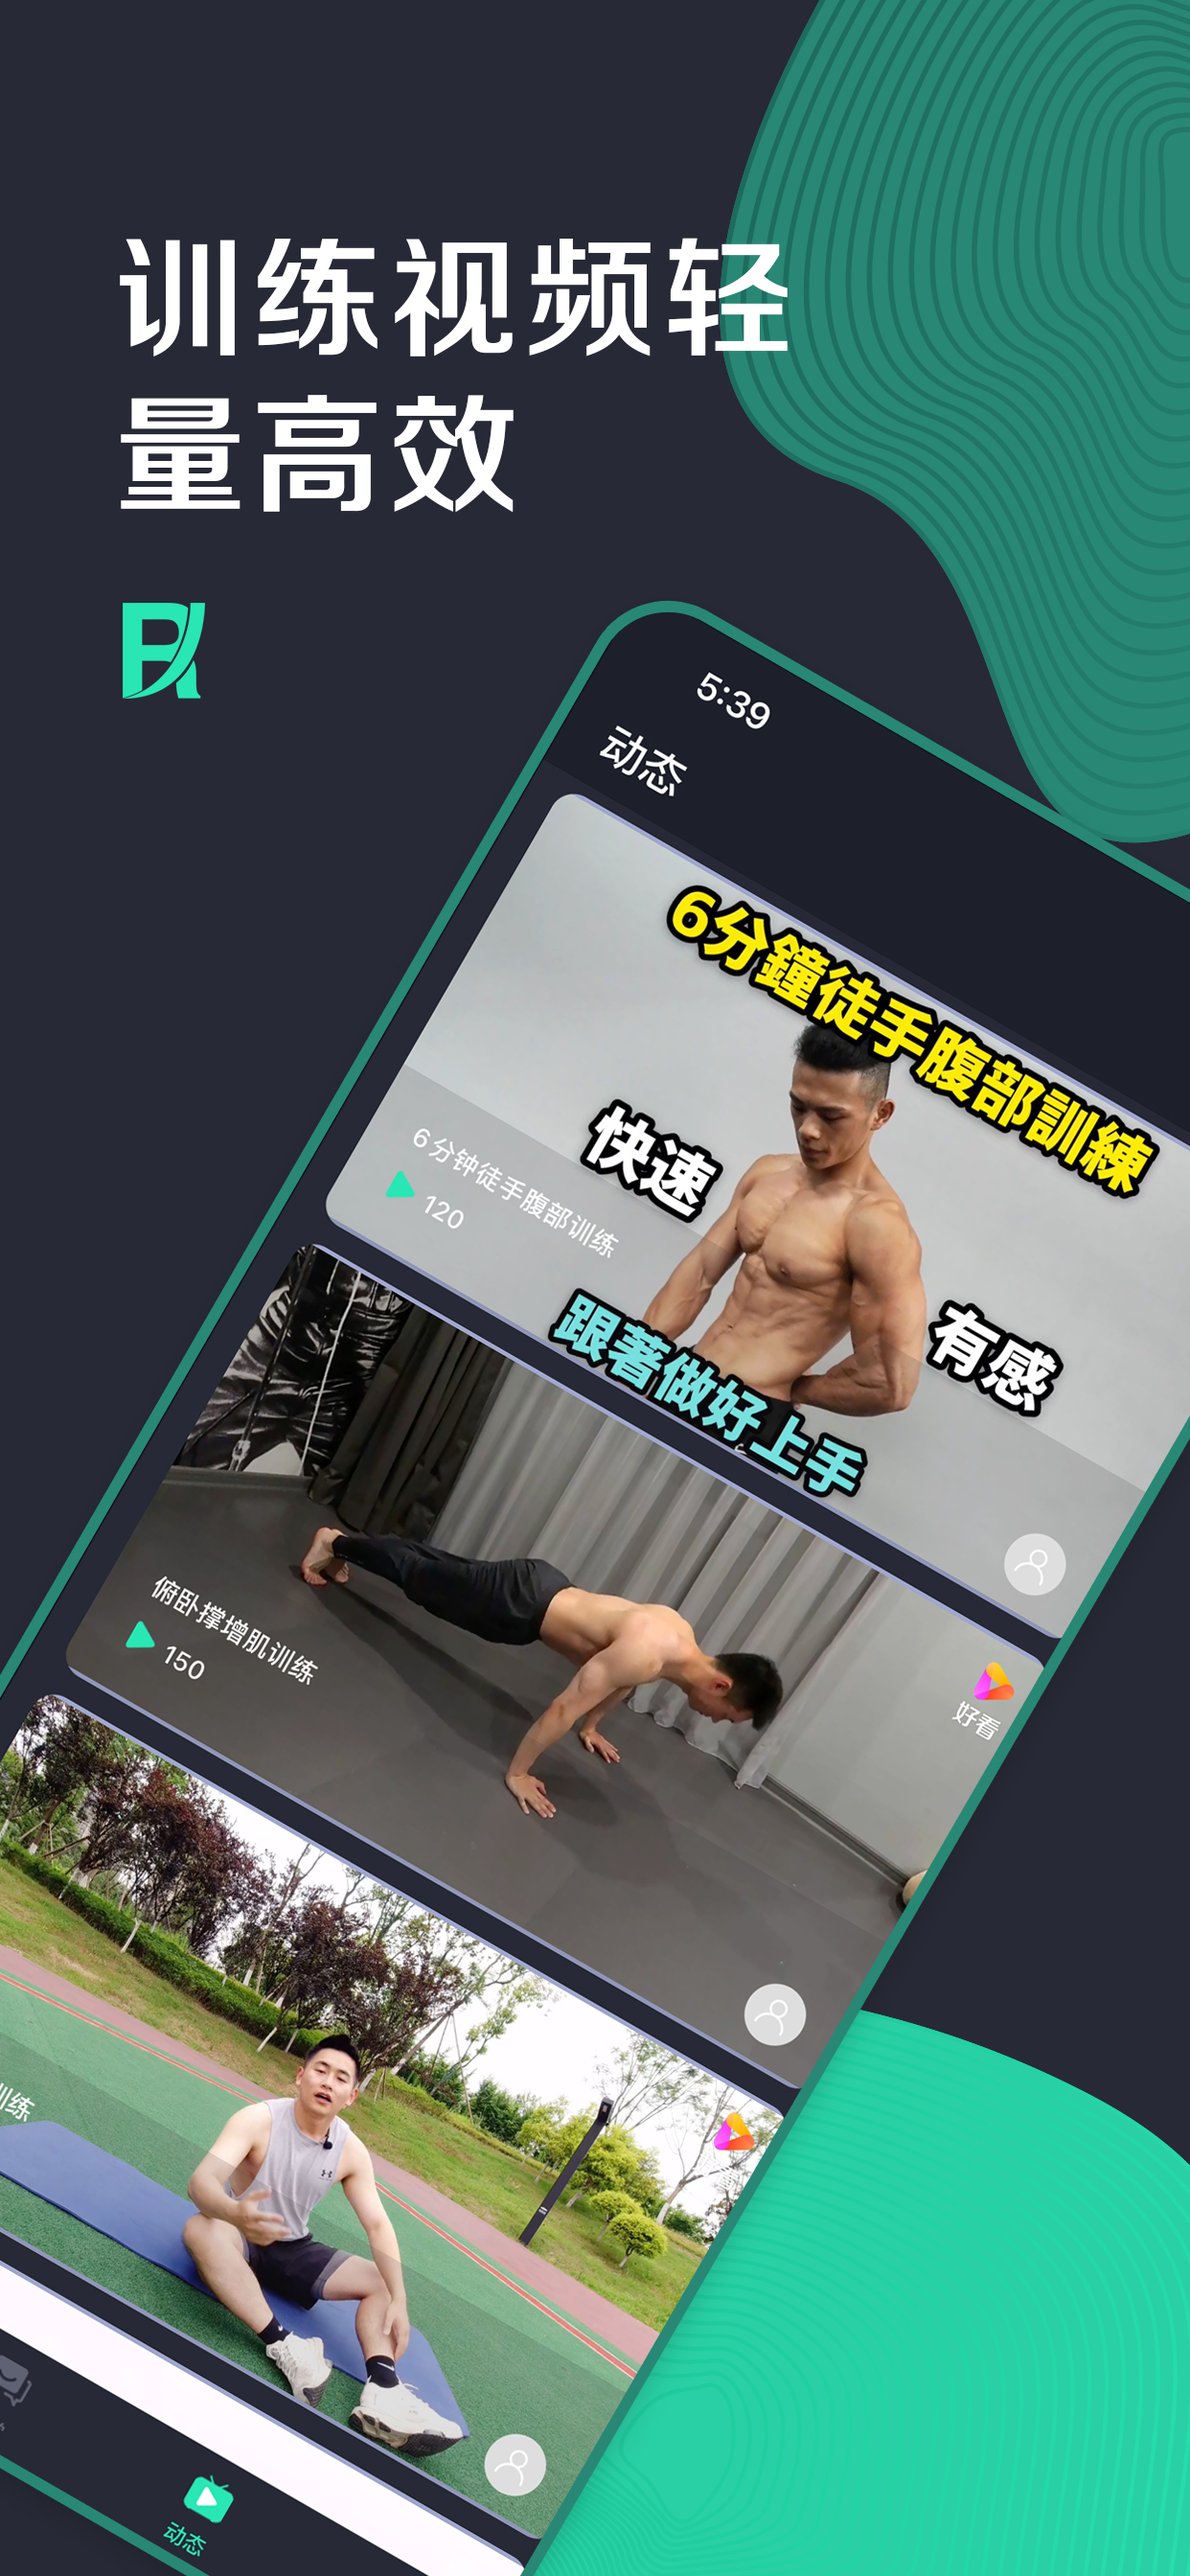 训练视频轻
量高效
5:39
动态
6分鐘徒手腹部訓練
快速
有感
跟著做好上手
6分钟徒手腹部训练
120
好看
俯卧撑增肌训练
150
训练
动态